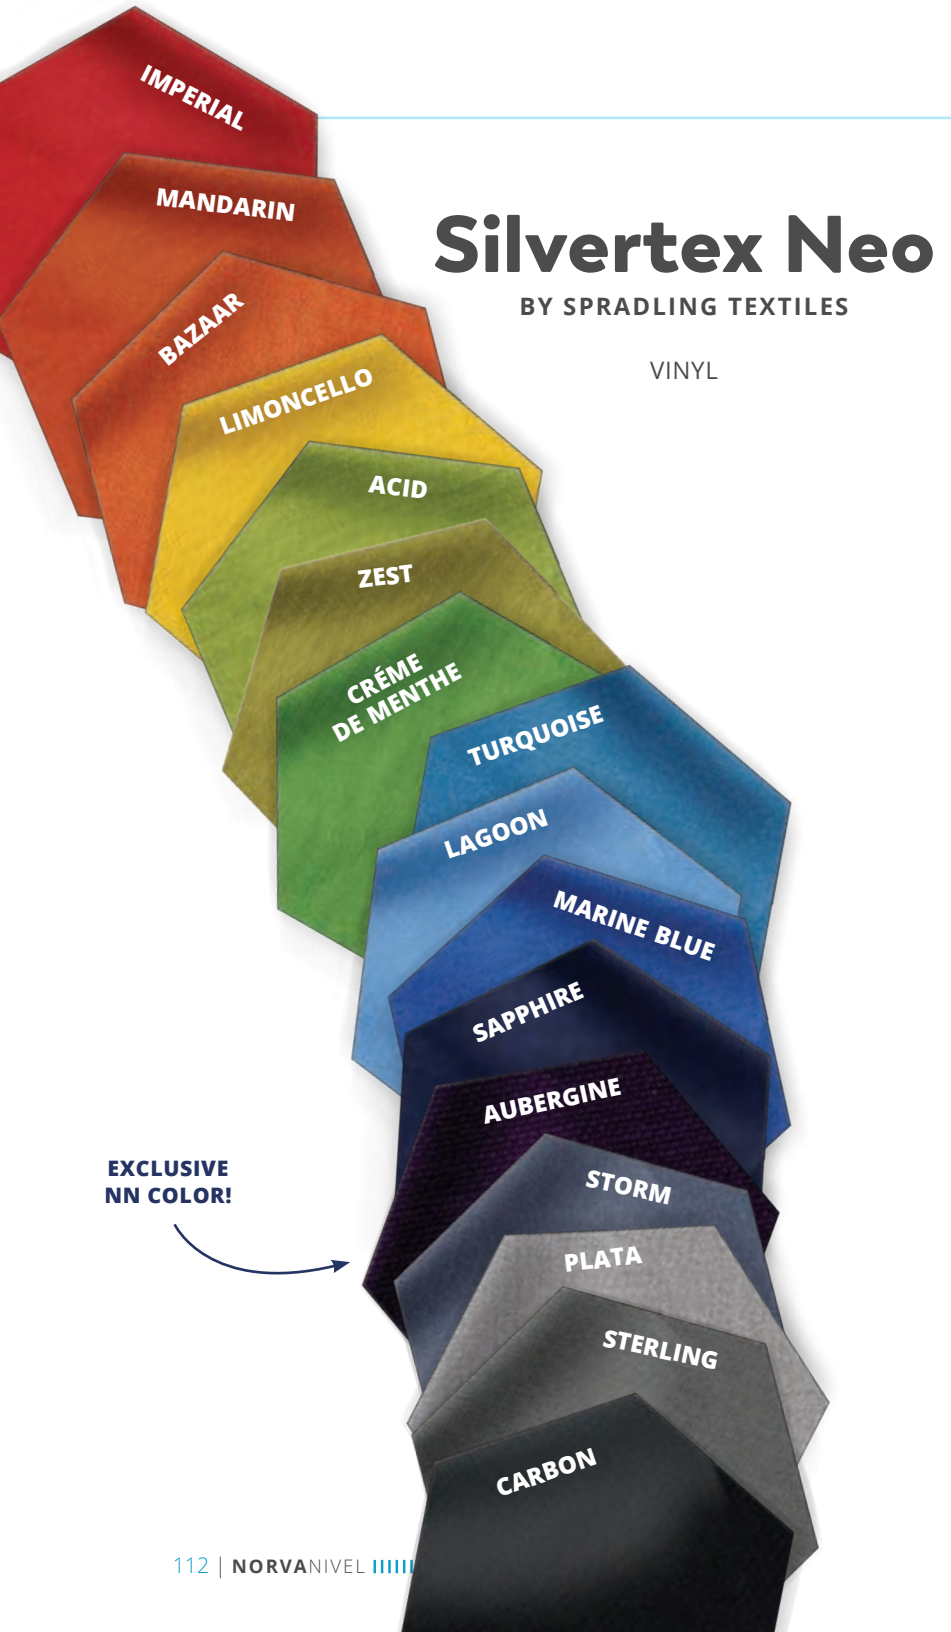 IMPERIAL
MANDARIN
Silvertex Neo
BY SPRADLING TEXTILES
VINYL
BAZAAR
LIMONCELLO
ACID
ZEST
CRÉME
DE MENTHE
TURQUOISE
LAGOON
MARINE BLUE
SAPPHIRE
AUBERGINE
EXCLUSIVE
NN COLOR!
STORM
PLATA
STERLING
CARBON
112 | NORVANIVEL